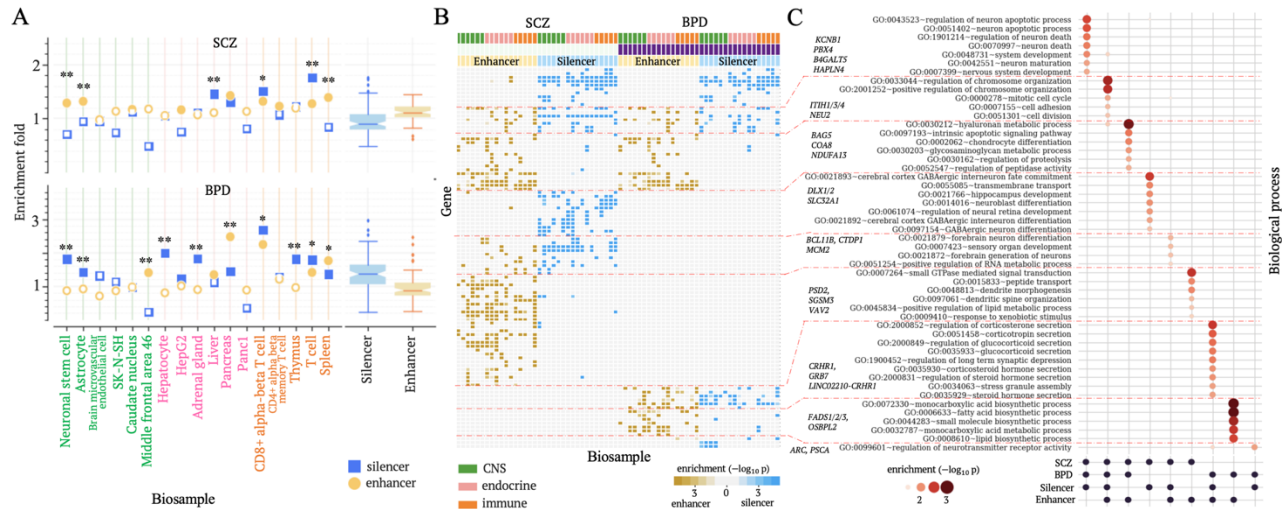 A
SCZ
2
1
**
**
**
*
**
**
BPD
3
1
**
**
**
**
**
**
*
**
*
*
Enrichment fold
Neuronal stem cell
Astrocyte
Brain microvascular
endothelial cell
SK-N-SH
Caudate nucleus
Middle frontal area 46
Hepatocyte
HepG2
Adrenal gland
Liver
Pancreas
Panc1
CD8+ alpha-beta T cell
CD4+ alpha beta
memory T cell
Thymus
T cell
Spleen
Silencer
Enhancer
Biosample
silencer
enhancer
B
SCZ
BPD
Enhancer
Silencer
Enhancer
Silencer
Gene
Biosample
CNS
endocrine
immune
enrichment (−log10 p)
3
0
3
enhancer
silencer
C
KCNB1
PBX4
B4GALT5
HAPLN4
ITIH1/3/4
NEU2
BAG5
COA8
NDUFA13
DLX1/2
SLC32A1
BCL11B, CTDP1
MCM2
PSD2,
SGSM3
VAV2
CRHR1,
GRB7
LINC02210-CRHR1
FADS1/2/3,
OSBPL2
ARC, PSCA
GO:0043523~regulation of neuron apoptotic process
GO:0051402~neuron apoptotic process
GO:1901214~regulation of neuron death
GO:0070997~neuron death
GO:0048731~system development
GO:0042551~neuron maturation
GO:0007399~nervous system development
GO:0033044~regulation of chromosome organization
GO:2001252~positive regulation of chromosome organization
GO:0000278~mitotic cell cycle
GO:0007155~cell adhesion
GO:0051301~cell division
GO:0030212~hyaluronan metabolic process
GO:0097193~intrinsic apoptotic signaling pathway
GO:0002062~chondrocyte differentiation
GO:0030203~glycosaminoglycan metabolic process
GO:0030162~regulation of proteolysis
GO:0052547~regulation of peptidase activity
GO:0021893~cerebral cortex GABAergic interneuron fate commitment
GO:0055085~transmembrane transport
GO:0021766~hippocampus development
GO:0014016~neuroblast differentiation
GO:0061074~regulation of neural retina development
GO:0021892~cerebral cortex GABAergic interneuron differentiation
GO:0097154~GABAergic neuron differentiation
GO:0021879~forebrain neuron differentiation
GO:0007423~sensory organ development
GO:0021872~forebrain generation of neurons
GO:0051254~positive regulation of RNA metabolic process
GO:0007264~small GTPase mediated signal transduction
GO:0015833~peptide transport
GO:0048813~dendrite morphogenesis
GO:0097061~dendritic spine organization
GO:0045834~positive regulation of lipid metabolic process
GO:0009410~response to xenobiotic stimulus
GO:2000852~regulation of corticosterone secretion
GO:0051458~corticotropin secretion
GO:2000849~regulation of glucocorticoid secretion
GO:0035933~glucocorticoid secretion
GO:1900452~regulation of long term synaptic depression
GO:0035930~corticosteroid hormone secretion
GO:2000831~regulation of steroid hormone secretion
GO:0034063~stress granule assembly
GO:0035929~steroid hormone secretion
GO:0072330~monocarboxylic acid biosynthetic process
GO:0006633~fatty acid biosynthetic process
GO:0044283~small molecule biosynthetic process
GO:0032787~monocarboxylic acid metabolic process
GO:0008610~lipid biosynthetic process
GO:0099601~regulation of neurotransmitter receptor activity
Biological process
enrichment (−log10 p)
2
3
SCZ
BPD
Silencer
Enhancer